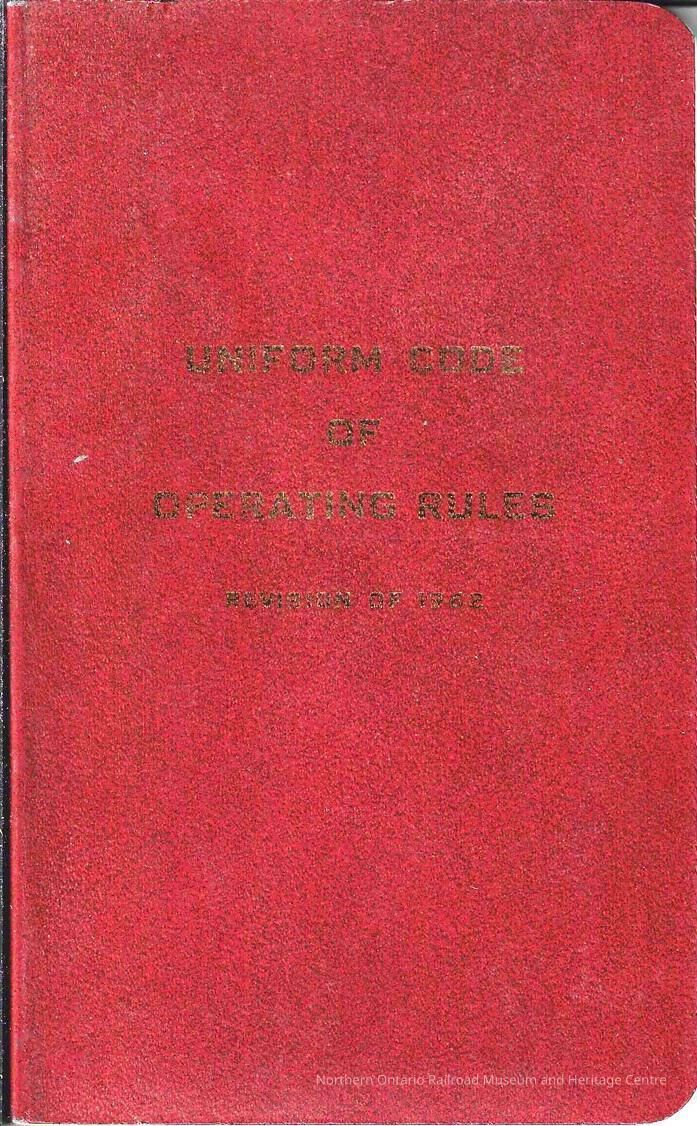 UNIFORM CODE
OF
OPERATING RULES
REVISION OF 1962
Northern Ontario Railroad Museum and Heritage Centre